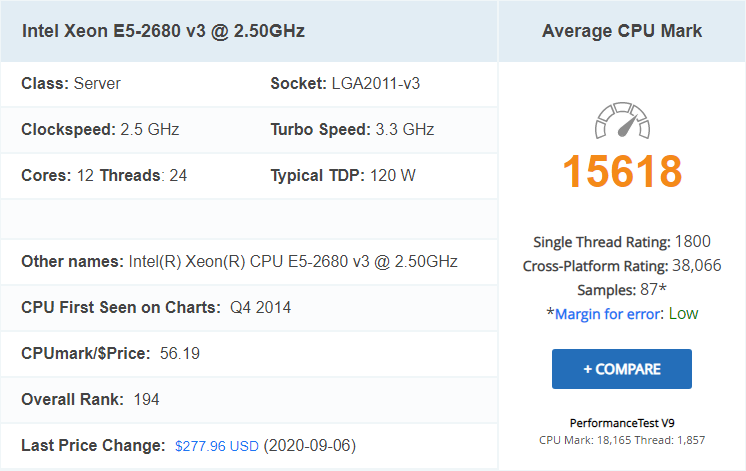 Intel Xeon E5-2680 v3 @ 2.50GHz
Average CPU Mark
Class: Server
Socket: LGA2011-v3
Clockspeed: 2.5 GHz
Turbo Speed: 3.3 GHz
Cores: 12 Threads: 24
Typical TDP: 120 W
Other names: Intel(R) Xeon(R) CPU E5-2680 v3 @ 2.50GHz
CPU First Seen on Charts: Q4 2014
CPUmark/$Price: 56.19
Overall Rank: 194
Last Price Change: $277.96 USD (2020-09-06)
15618
Single Thread Rating: 1800
Cross-Platform Rating: 38,066
Samples: 87*
*Margin for error: Low
+ COMPARE
PerformanceTest V9
CPU Mark: 18,165 Thread: 1,857